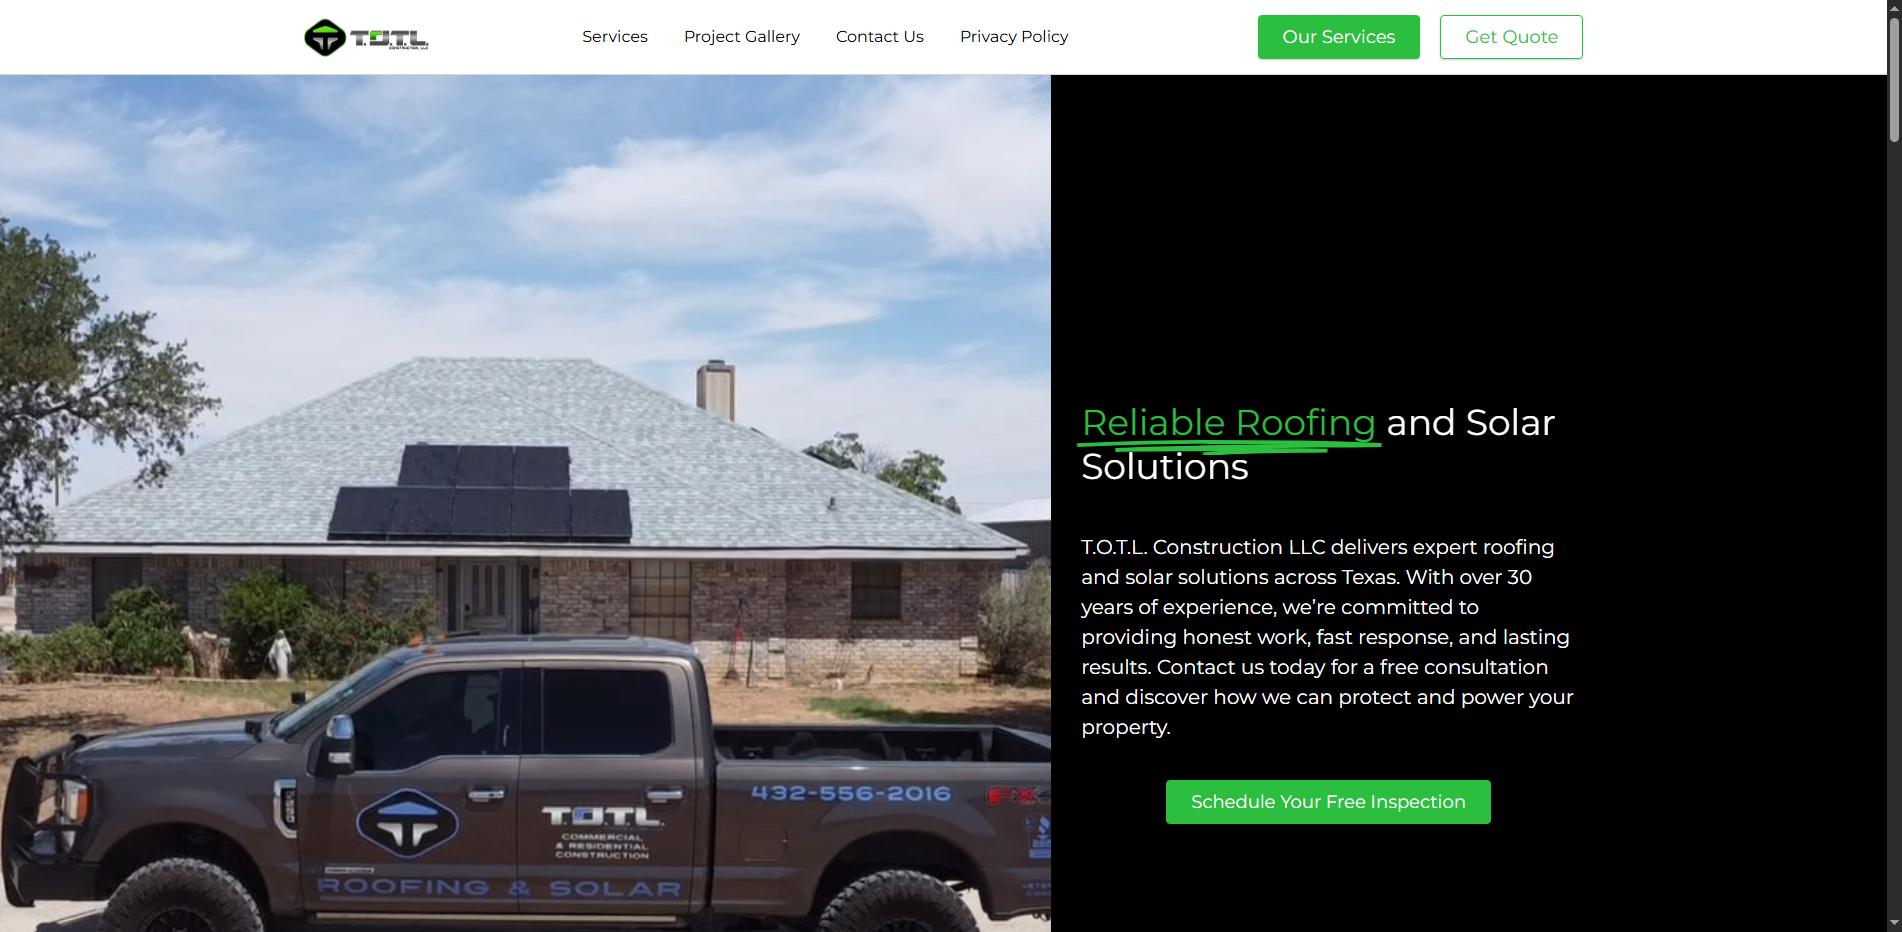 T.O.T.L.
CONSTRUCTION, LLC
Services
Project Gallery
Contact Us
Privacy Policy
Our Services
Get Quote
Reliable Roofing and Solar
Solutions
T.O.T.L. Construction LLC delivers expert roofing
and solar solutions across Texas. With over 30
years of experience, we’re committed to
providing honest work, fast response, and lasting
results. Contact us today for a free consultation
and discover how we can protect and power your
property.
Schedule Your Free Inspection
432-556-2016
T.O.T.L.
COMMERCIAL
& RESIDENTIAL
CONSTRUCTION
ROOFING & SOLAR